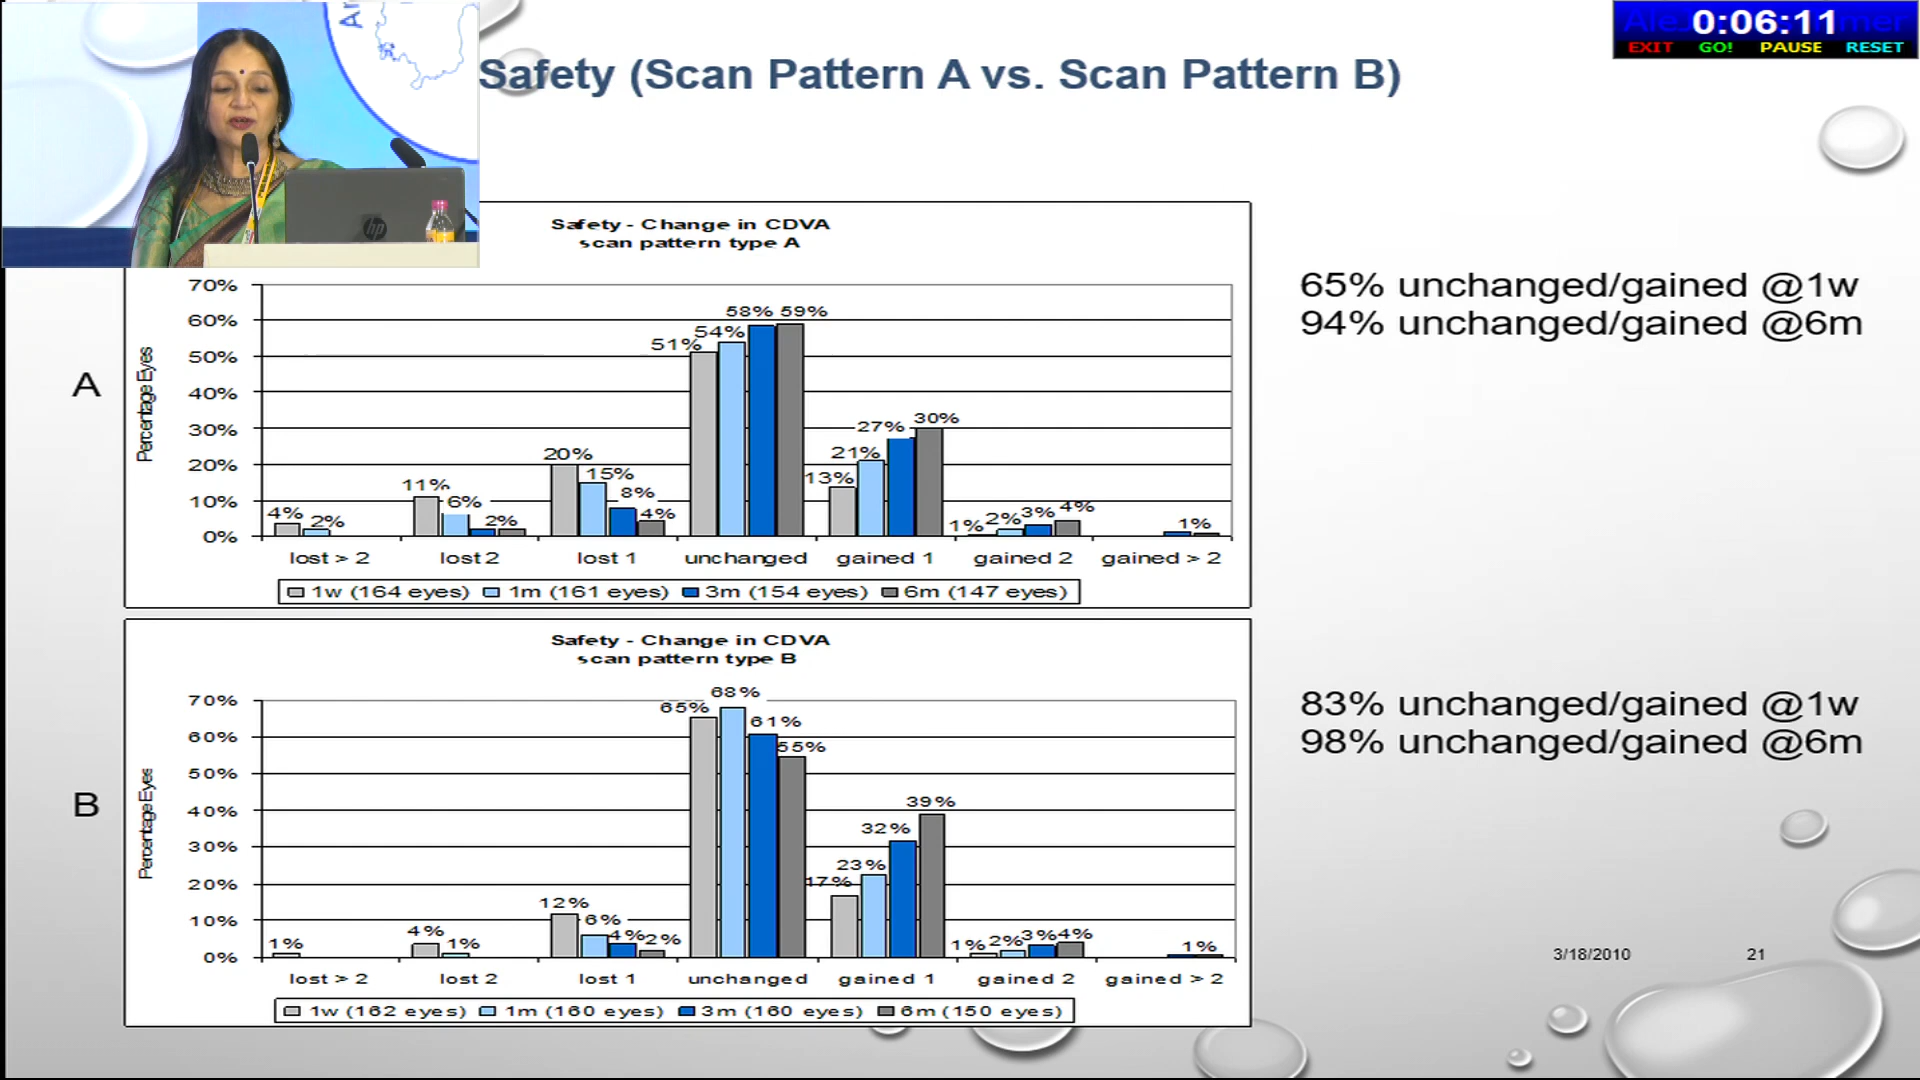 0:06:11
EXIT GO! PAUSE RESET
Safety (Scan Pattern A vs. Scan Pattern B)
hp
A
Safety - Change in CDVA
scan pattern type A
Percentage Eyes
70%
60%
50%
40%
30%
20%
10%
0%
4% 2%
11% 6% 2%
20% 15% 8% 4%
51% 54% 58% 59%
13% 21% 27% 30%
1% 2% 3% 4%
1%
lost > 2 lost 2 lost 1 unchanged gained 1 gained 2 gained > 2
1w (164 eyes) 1m (161 eyes) 3m (154 eyes) 6m (147 eyes)
65% unchanged/gained @1w
94% unchanged/gained @6m
B
Safety - Change in CDVA
scan pattern type B
Percentage Eyes
70%
60%
50%
40%
30%
20%
10%
0%
1%
4% 1%
12% 6% 4% 2%
65% 68% 61% 55%
17% 23% 32% 39%
1% 2% 3% 4%
1%
lost > 2 lost 2 lost 1 unchanged gained 1 gained 2 gained > 2
1w (162 eyes) 1m (160 eyes) 3m (160 eyes) 6m (150 eyes)
83% unchanged/gained @1w
98% unchanged/gained @6m
3/18/2010 21